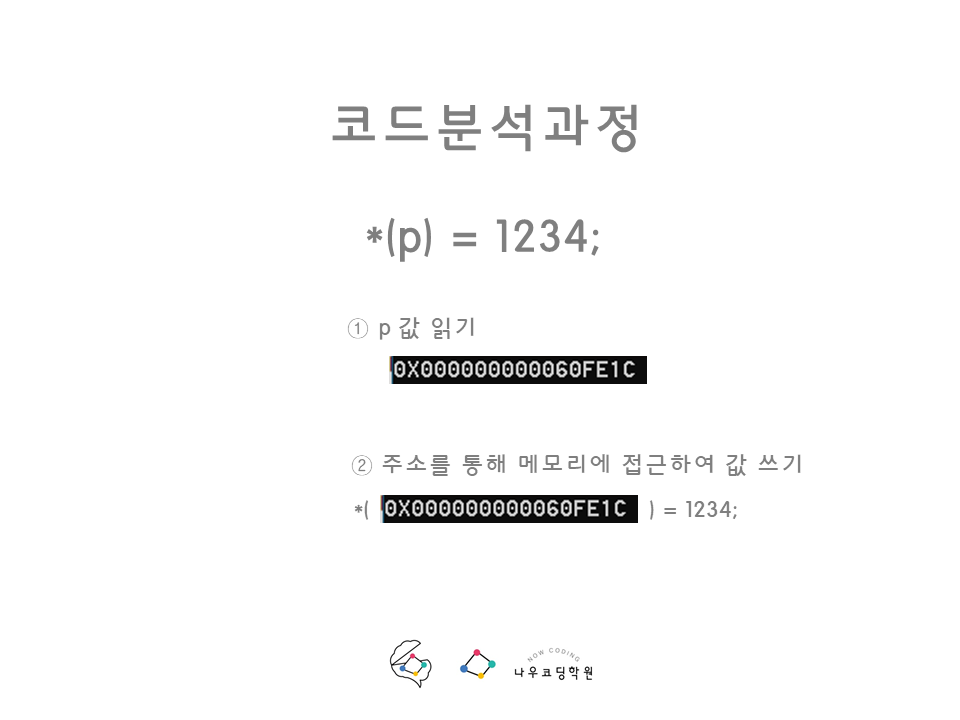 코드분석과정
*(p) = 1234;
① p 값 읽기
0X000000000060FE1C
② 주소를 통해 메모리에 접근하여 값 쓰기
*( 0X000000000060FE1C ) = 1234;
NOW CODING
나우코딩학원